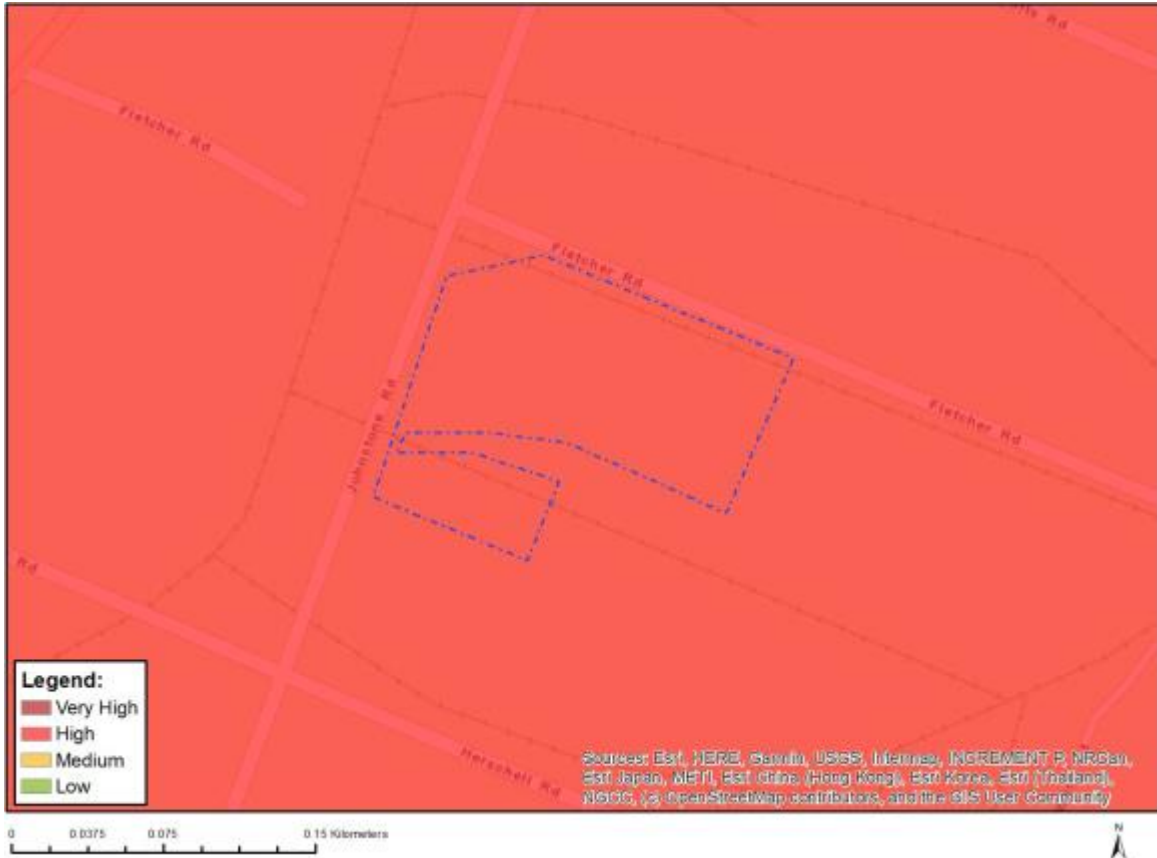 Fletcher Rd
Fletcher Rd
Fletcher Rd
Johnstone Rd
Rd
Herschell Rd
Legend:
Very High
High
Medium
Low
Sources: Esri, HERE, Garmin, USGS, Intermap, INCREMENT P, NRCan,
Esri Japan, METI, Esri China (Hong Kong), Esri Korea, Esri (Thailand),
NGCC, (c) OpenStreetMap contributors, and the GIS User Community
0 0.0375 0.075 0.15 Kilometers
N